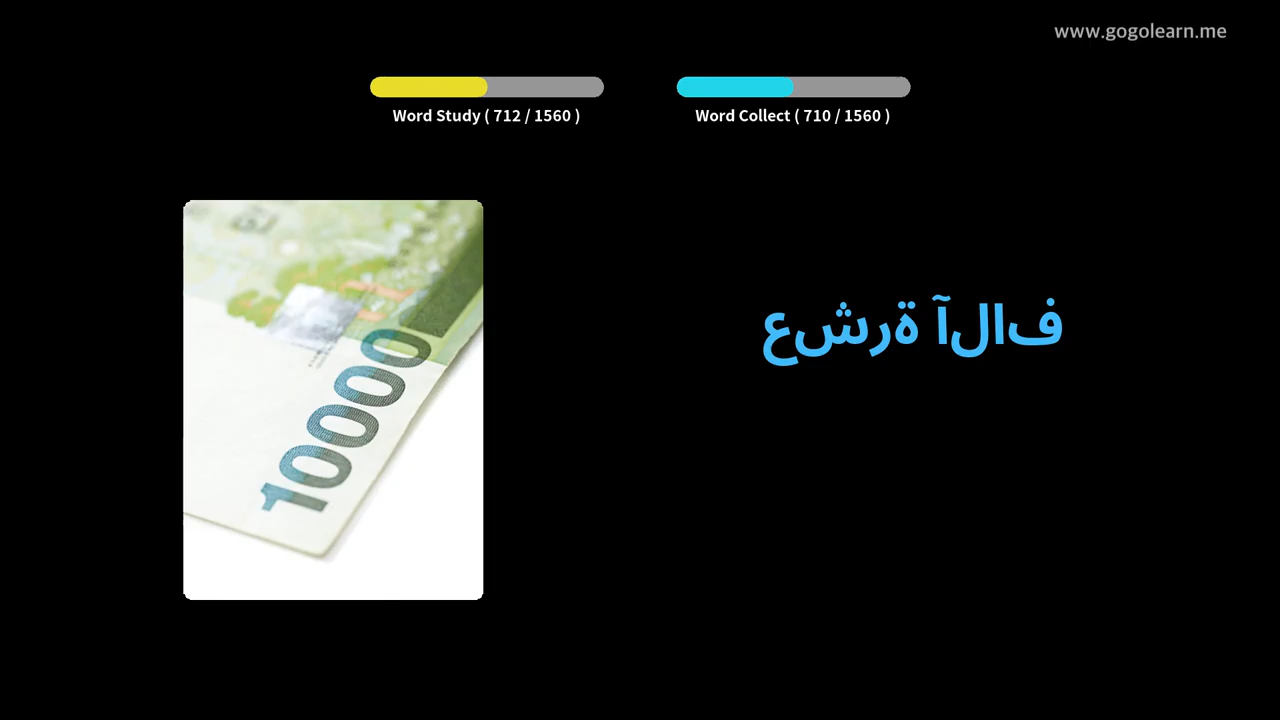 www.gogolearn.me
Word Study ( 712 / 1560 )
Word Collect ( 710 / 1560 )
عشرة آلاف
10000